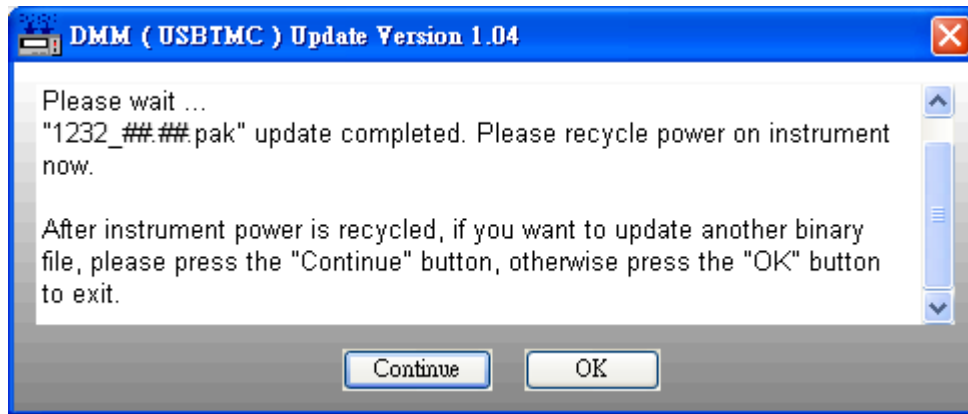 DMM ( USBTMC ) Update Version 1.04
Please wait ...
"1232_##.##.pak" update completed. Please recycle power on instrument
now.
After instrument power is recycled, if you want to update another binary
file, please press the "Continue" button, otherwise press the "OK" button
to exit.
Continue
OK